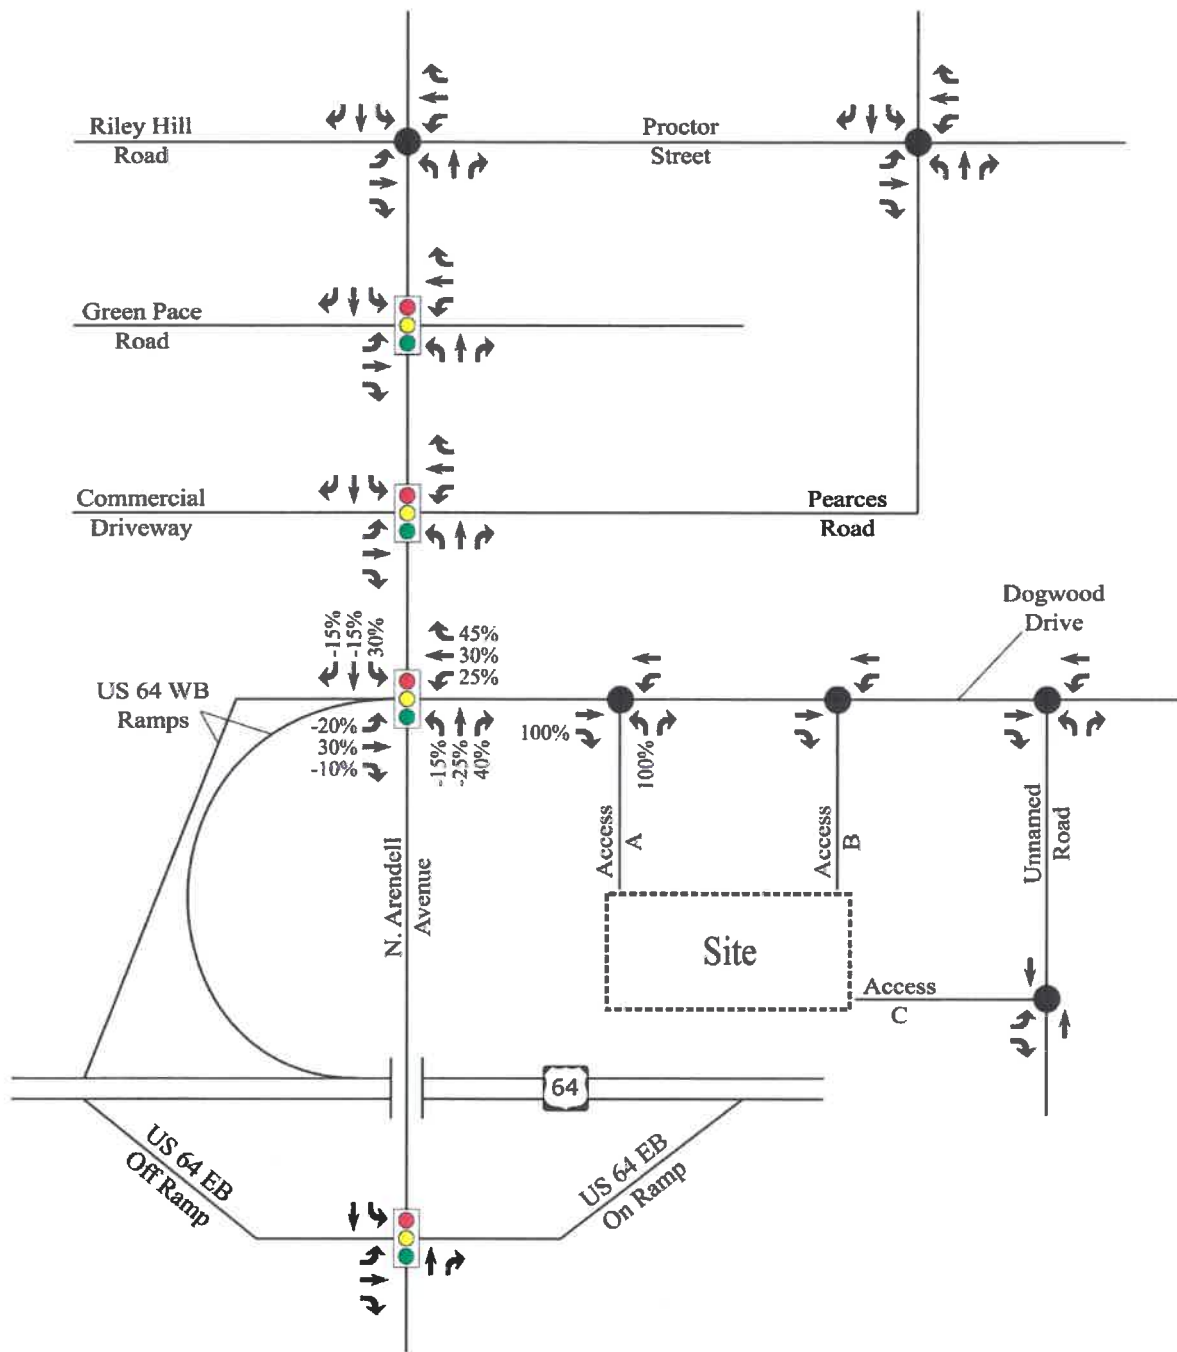 Riley Hill
Road
Proctor
Street
Green Pace
Road
Commercial
Driveway
Pearces
Road
Dogwood
Drive
-15%
-15%
30%
45%
30%
25%
US 64 WB
Ramps
-20%
30%
-10%
-15%
-25%
40%
100%
100%
Access
A
Access
B
Unnamed
Road
N. Arendell
Avenue
Site
Access
C
64
US 64 EB
Off Ramp
US 64 EB
On Ramp